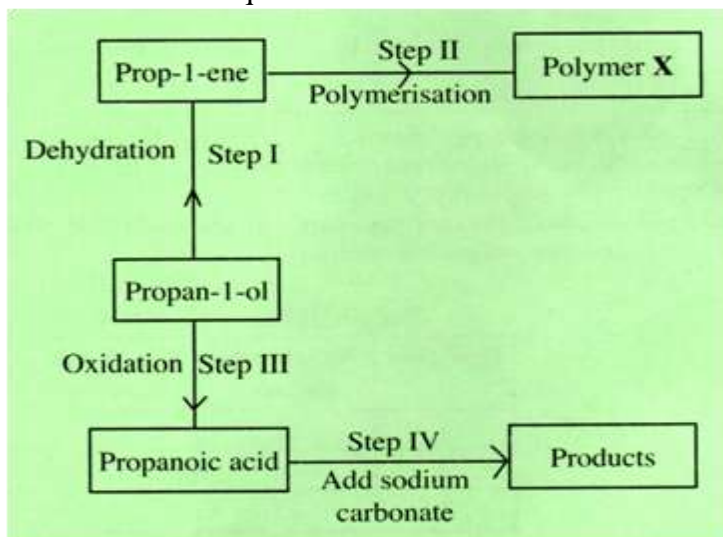 Prop-1-ene
Step II
Polymerisation
Polymer X
Dehydration
Step I
Propan-1-ol
Oxidation
Step III
Propanoic acid
Step IV
Add sodium
carbonate
Products